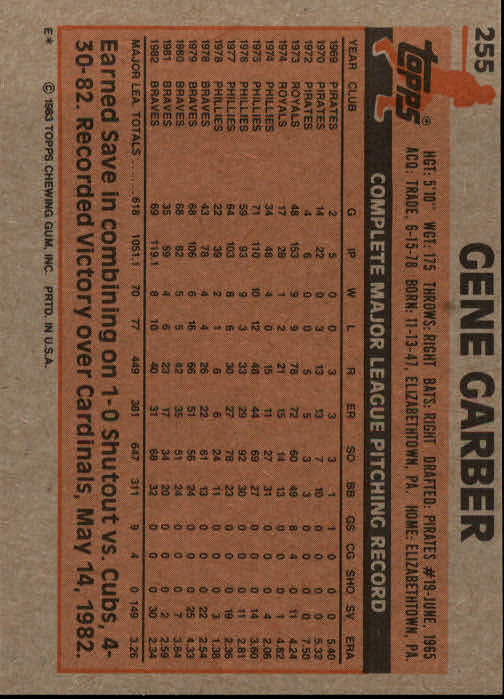 255
GENE GARBER
topps®
HGT: 5'10" WGT: 175 THROWS: RIGHT BATS: RIGHT DRAFTED: PIRATES #13-JUNE, 1965
ACQ: TRADE, 6-15-78 BORN: 11-13-47, ELIZABETHTOWN, PA. HOME: ELIZABETHTOWN, PA.
COMPLETE MAJOR LEAGUE PITCHING RECORD
YEAR CLUB G IP W L R ER SO BB GS CG SHO SV ERA
1969 PIRATES 2 5 0 0 3 3 3 1 1 0 0 0 5.40
1970 PIRATES 14 22 0 3 13 13 7 10 0 0 0 0 5.32
1972 PIRATES 4 6 0 0 5 5 3 3 0 0 0 0 7.50
1973 ROYALS 48 153 9 9 78 72 60 49 8 4 0 11 4.24
1974 ROYALS 17 28 1 2 21 15 14 13 0 0 0 1 4.82
1974 PHILLIES 34 48 4 0 15 11 27 31 0 0 0 4 2.06
1975 PHILLIES 71 110 10 12 48 44 69 27 0 0 0 14 3.60
1976 PHILLIES 59 93 9 3 33 29 92 30 0 0 0 11 2.81
1977 PHILLIES 64 103 8 6 30 27 78 23 0 0 0 19 2.36
1978 PHILLIES 22 39 2 1 6 6 24 11 0 0 0 3 1.38
1978 BRAVES 43 78 4 4 26 22 61 13 0 0 0 22 2.54
1979 BRAVES 68 106 6 16 66 51 56 24 0 0 0 25 4.33
1980 BRAVES 68 82 5 5 42 35 51 24 0 0 0 7 3.84
1981 BRAVES 35 59 4 6 23 17 34 20 0 0 0 2 2.59
1982 BRAVES 69 119.1 8 10 40 31 68 32 0 0 0 30 2.34
MAJOR LEA. TOTALS 618 1051.1 70 77 449 381 647 311 9 4 0 149 3.26
Earned Save in combining on 1-0 Shutout vs. Cubs, 4-
30-82. Recorded Victory over Cardinals, May 14, 1982.
E* © 1983 TOPPS CHEWING GUM, INC. PRTD. IN U.S.A.